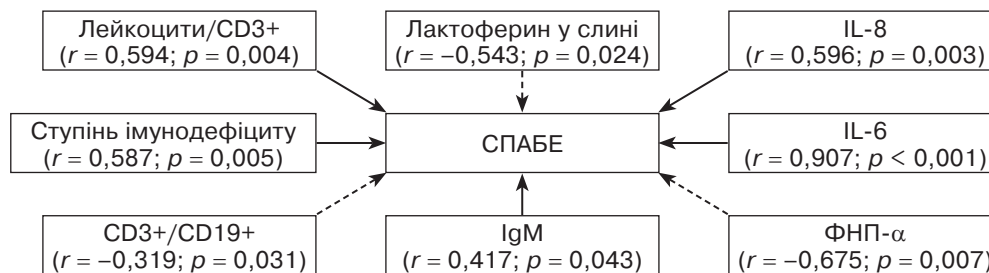 Лейкоцити/CD3+
(r = 0,594; p = 0,004)
Лактоферин у слині
(r = −0,543; p = 0,024)
IL-8
(r = 0,596; p = 0,003)
Ступінь імунодефіциту
(r = 0,587; p = 0,005)
СПАБЕ
IL-6
(r = 0,907; p < 0,001)
CD3+/CD19+
(r = −0,319; p = 0,031)
IgM
(r = 0,417; p = 0,043)
ФНП-α
(r = −0,675; p = 0,007)